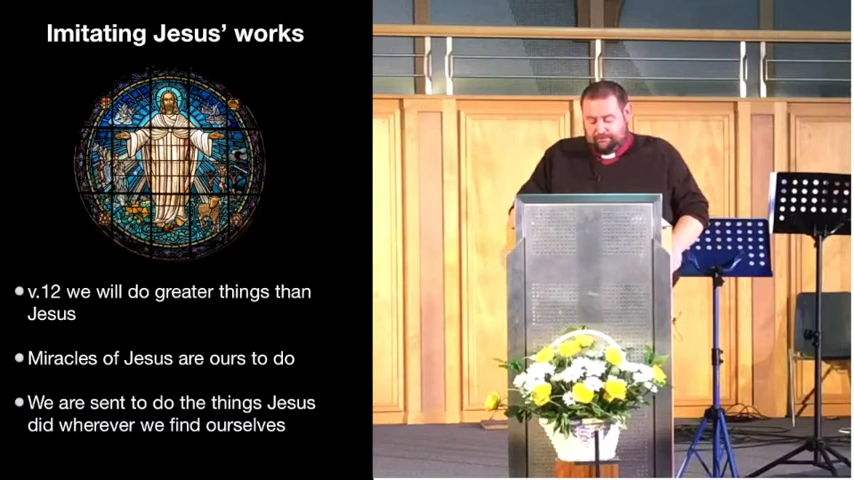 Imitating Jesus’ works
v.12 we will do greater things than
Jesus
Miracles of Jesus are ours to do
We are sent to do the things Jesus
did wherever we find ourselves